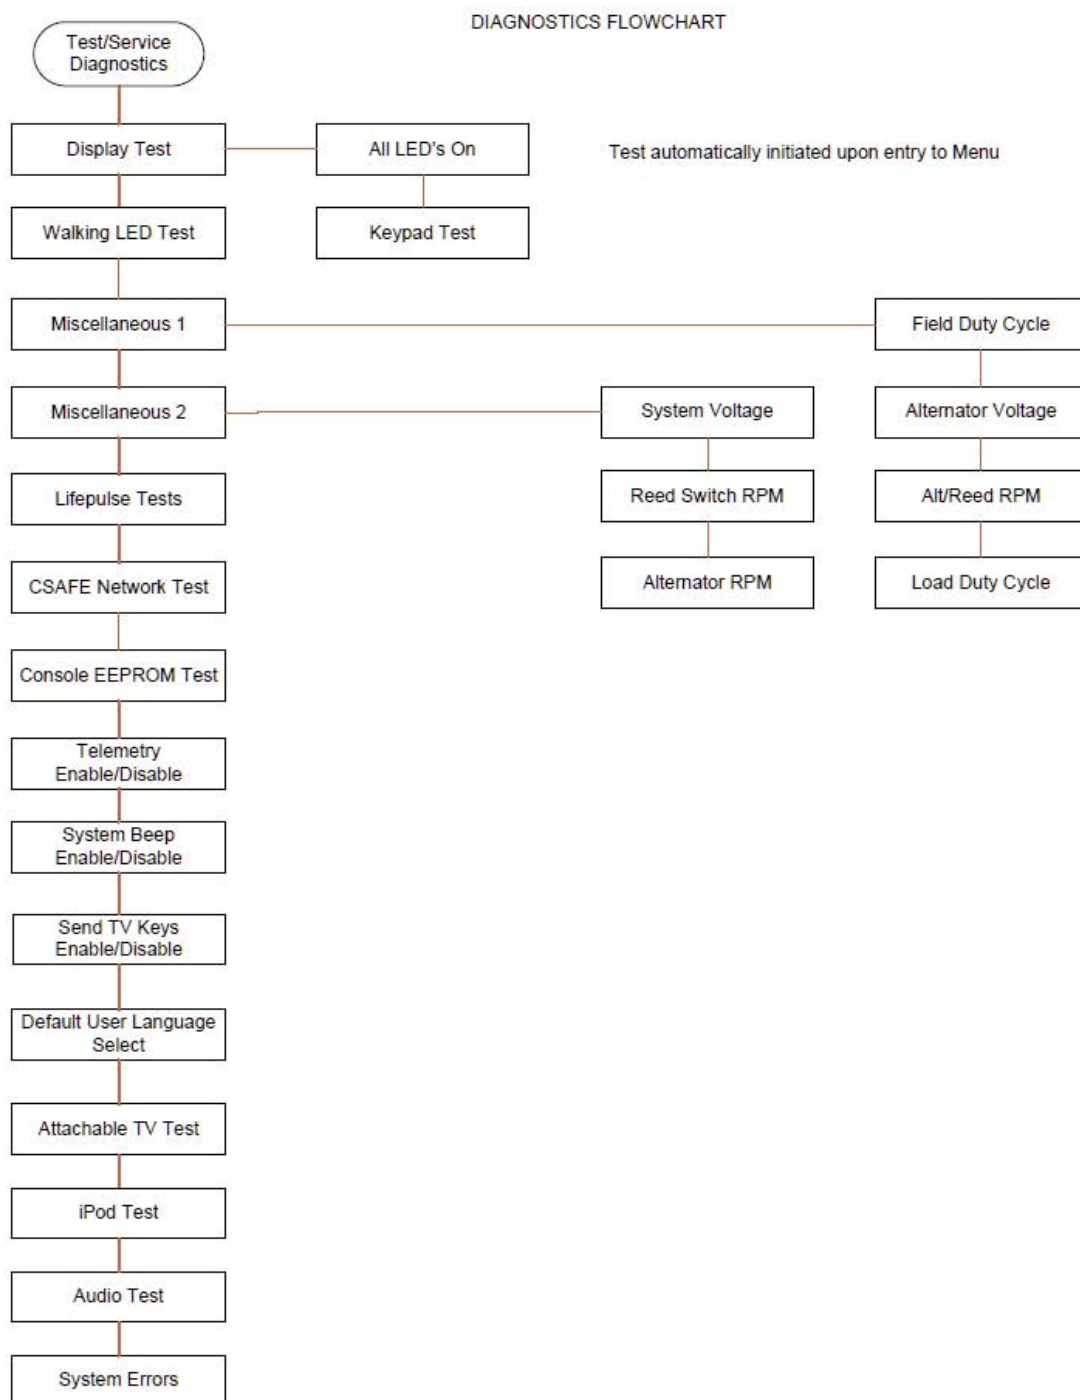 DIAGNOSTICS FLOWCHART
Test/Service
Diagnostics
Display Test
All LED's On
Test automatically initiated upon entry to Menu
Walking LED Test
Keypad Test
Miscellaneous 1
Field Duty Cycle
Miscellaneous 2
System Voltage
Alternator Voltage
Lifepulse Tests
Reed Switch RPM
Alt/Reed RPM
CSAFE Network Test
Alternator RPM
Load Duty Cycle
Console EEPROM Test
Telemetry
Enable/Disable
System Beep
Enable/Disable
Send TV Keys
Enable/Disable
Default User Language
Select
Attachable TV Test
iPod Test
Audio Test
System Errors